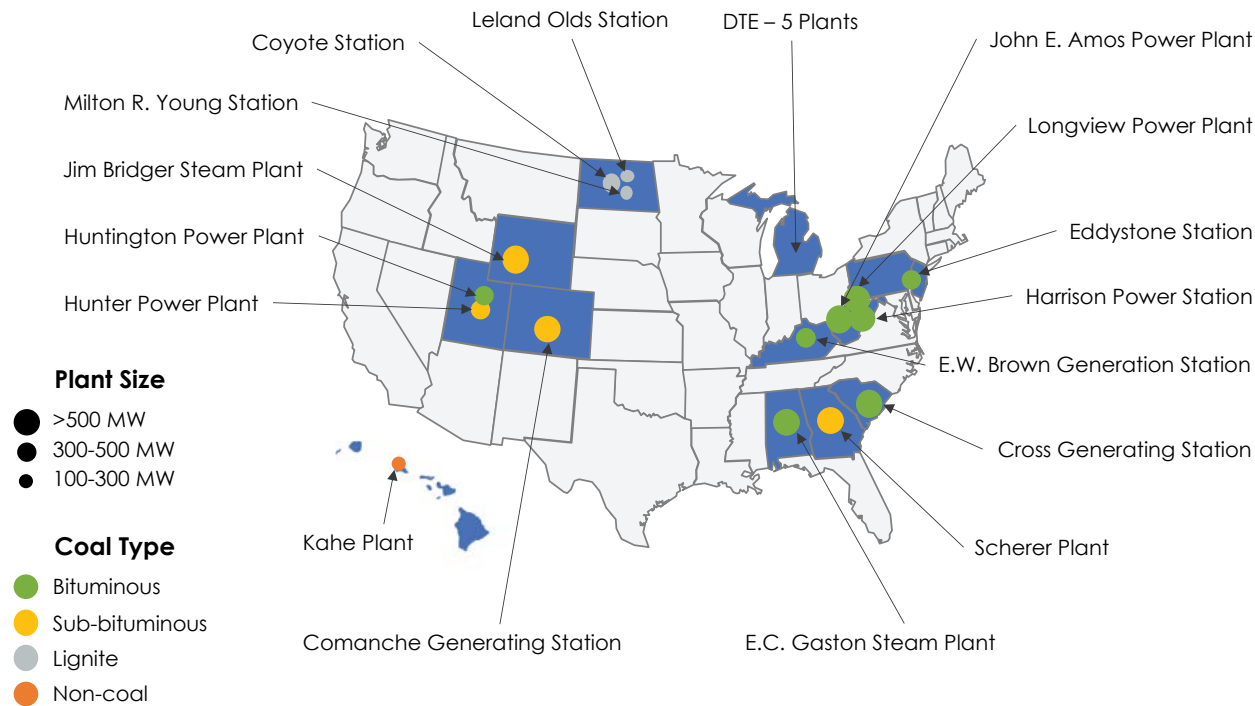 Leland Olds Station
DTE – 5 Plants
Coyote Station
John E. Amos Power Plant
Milton R. Young Station
Longview Power Plant
Jim Bridger Steam Plant
Huntington Power Plant
Eddystone Station
Hunter Power Plant
Harrison Power Station
E.W. Brown Generation Station
Plant Size
>500 MW
300-500 MW
100-300 MW
Cross Generating Station
Kahe Plant
Scherer Plant
Coal Type
Bituminous
Sub-bituminous
Lignite
Non-coal
Comanche Generating Station
E.C. Gaston Steam Plant